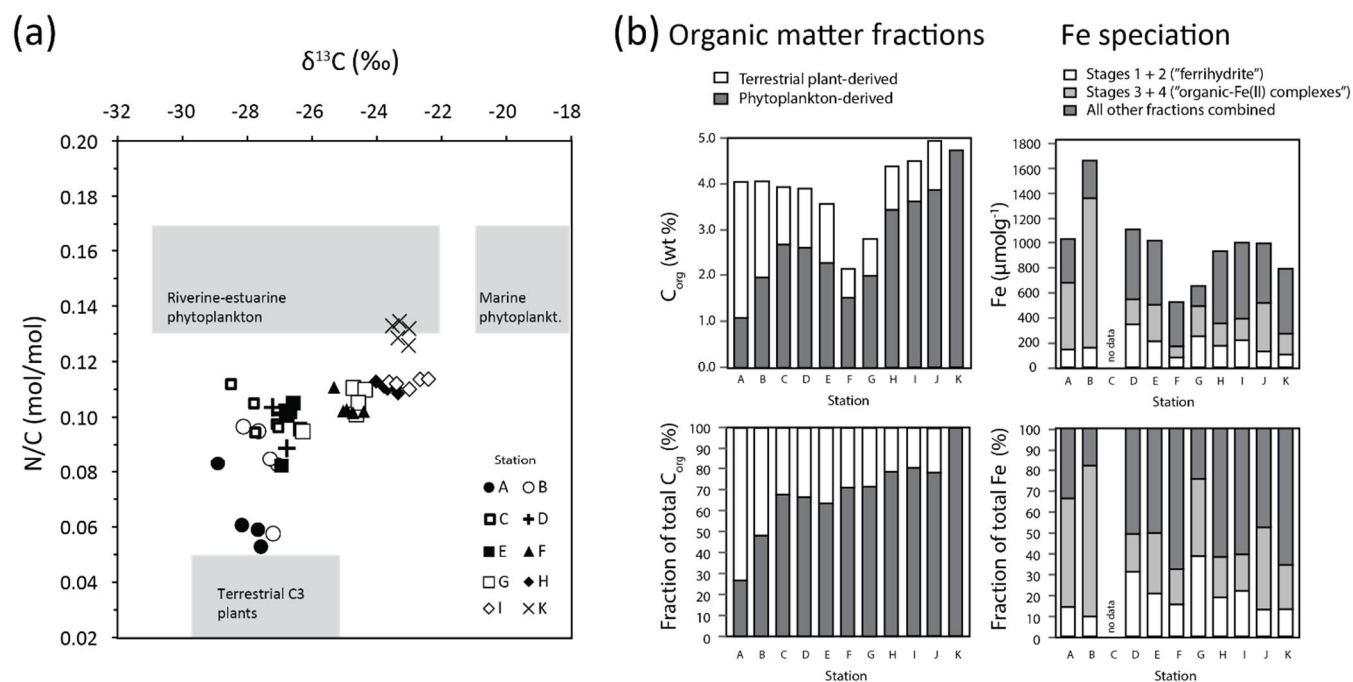 (a)
δ13C (‰)
-32 -30 -28 -26 -24 -22 -20 -18
N/C (mol/mol)
0.20
0.18
0.16
0.14
0.12
0.10
0.08
0.06
0.04
0.02
Riverine-estuarine
phytoplankton
Marine
phytoplankt.
Terrestrial C3
plants
Station
A B
C D
E F
G H
I K
(b) Organic matter fractions
Terrestrial plant-derived
Phytoplankton-derived
Corg (wt %)
5.0
4.0
3.0
2.0
1.0
0.0
A B C D E F G H I J K
Station
Fraction of total Corg (%)
100
90
80
70
60
50
40
30
20
10
0
A B C D E F G H I J K
Station
Fe speciation
Stages 1 + 2 ("ferrihydrite")
Stages 3 + 4 ("organic-Fe(II) complexes")
All other fractions combined
Fe (µmolg-1)
1800
1600
1400
1200
1000
800
600
400
200
0
no data
A B C D E F G H I J K
Station
Fraction of total Fe (%)
100
90
80
70
60
50
40
30
20
10
0
no data
A B C D E F G H I J K
Station